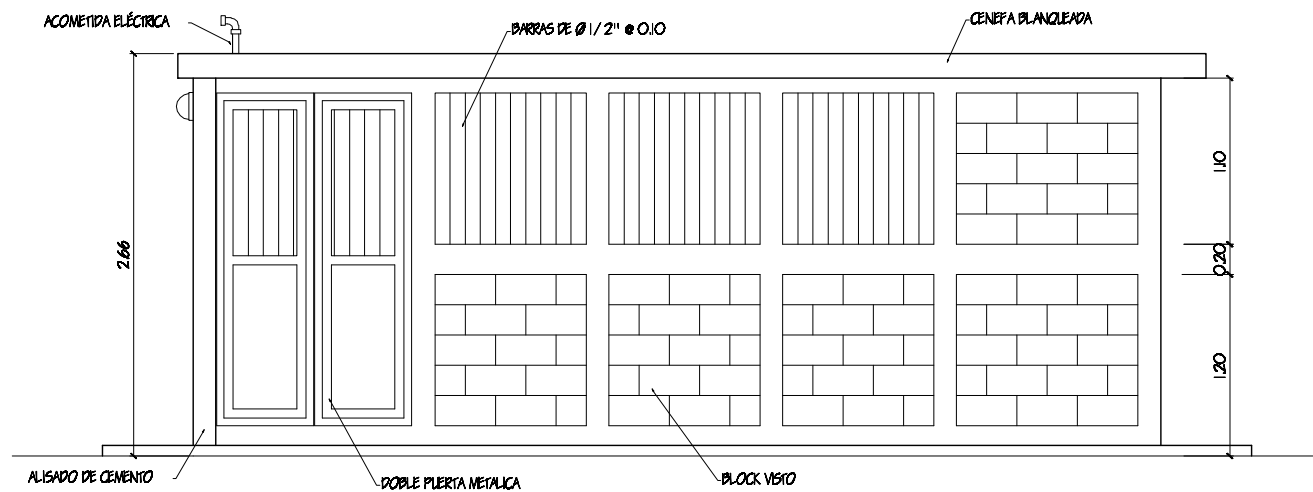 ACOMETIDA ELÉCTRICA
BARRAS DE Ø 1/2" @ 0.10
CENEFA BLANQUEADA
1.10
2.66
0.20
1.20
ALISADO DE CEMENTO
DOBLE PUERTA METALICA
BLOCK VISTO